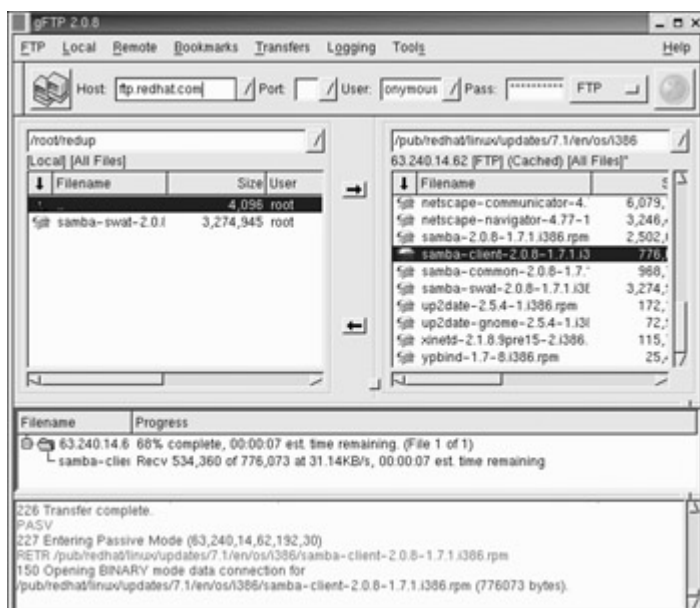 gFTP 2.0.8
FTP Local Remote Bookmarks Transfers Logging Tools Help
Host: ftp.redhat.com Port: User: onymous Pass: ********** FTP
/root/redup
[Local] [All Files]
Filename Size User
.. 4,096 root
samba-swat-2.0.8 3,274,945 root
/pub/redhat/linux/updates/7.1/en/os/i386
63.240.14.62 [FTP] (Cached) [All Files]*
Filename S
netscape-communicator-4. 6,079,
netscape-navigator-4.77-1 3,246,
samba-2.0.8-1.7.1.i386.rpm 2,502,
samba-client-2.0.8-1.7.1.i3 776,
samba-common-2.0.8-1.7. 968,
samba-swat-2.0.8-1.7.1.i38 3,274,
up2date-2.5.4-1.i386.rpm 172,
up2date-gnome-2.5.4-1.i38 72,
xinetd-2.1.8.9pre15-2.i386. 115,
ypbind-1.7-8.i386.rpm 25,
Filename Progress
63.240.14.6 68% complete, 00:00:07 est. time remaining. (File 1 of 1)
samba-clie Recv 534,360 of 776,073 at 31.14KB/s, 00:00:07 est. time remaining
226 Transfer complete.
PASV
227 Entering Passive Mode (63,240,14,62,192,30)
RETR /pub/redhat/linux/updates/7.1/en/os/i386/samba-client-2.0.8-1.7.1.i386.rpm
150 Opening BINARY mode data connection for
/pub/redhat/linux/updates/7.1/en/os/i386/samba-client-2.0.8-1.7.1.i386.rpm (776073 bytes).